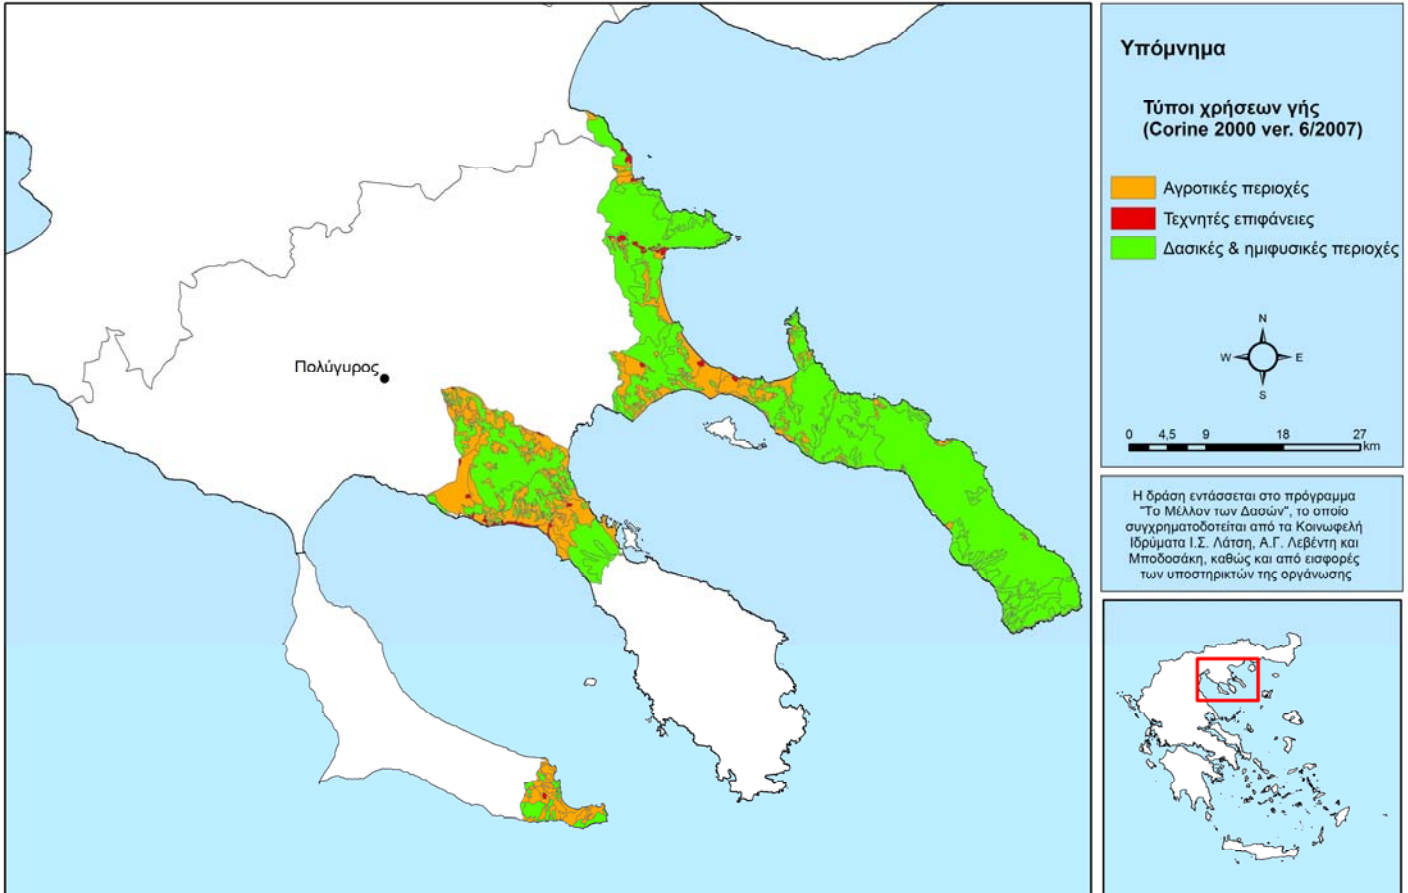 Πολύγυρος
Υπόμνημα
Τύποι χρήσεων γής
(Corine 2000 ver. 6/2007)
Αγροτικές περιοχές
Τεχνητές επιφάνειες
Δασικές & ημιφυσικές περιοχές
N
W E
S
0 4,5 9 18 27
km
Η δράση εντάσσεται στο πρόγραμμα
"Το Μέλλον των Δασών", το οποίο
συγχρηματοδοτείται από τα Κοινωφελή
Ιδρύματα Ι.Σ. Λάτση, Α.Γ. Λεβέντη και
Μποδοσάκη, καθώς και από εισφορές
των υποστηρικτών της οργάνωσης